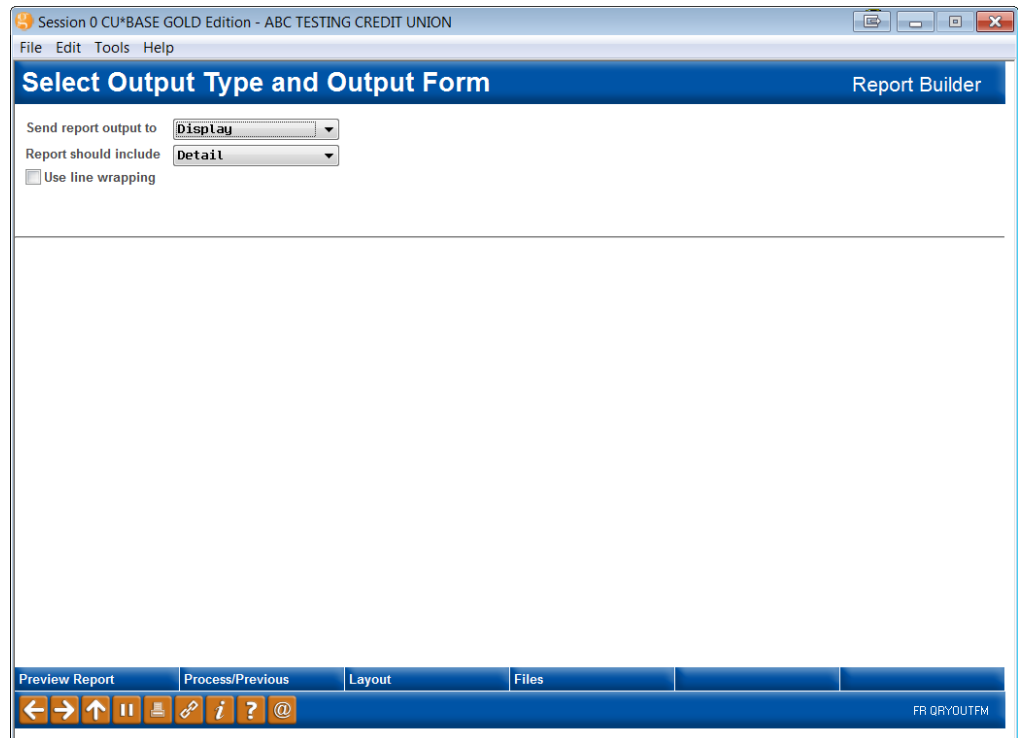 Session 0 CU*BASE GOLD Edition - ABC TESTING CREDIT UNION
File Edit Tools Help
Select Output Type and Output Form
Report Builder
Send report output to Display
Report should include Detail
Use line wrapping
Preview Report Process/Previous Layout Files
i ? @
FR QRYOUTFM